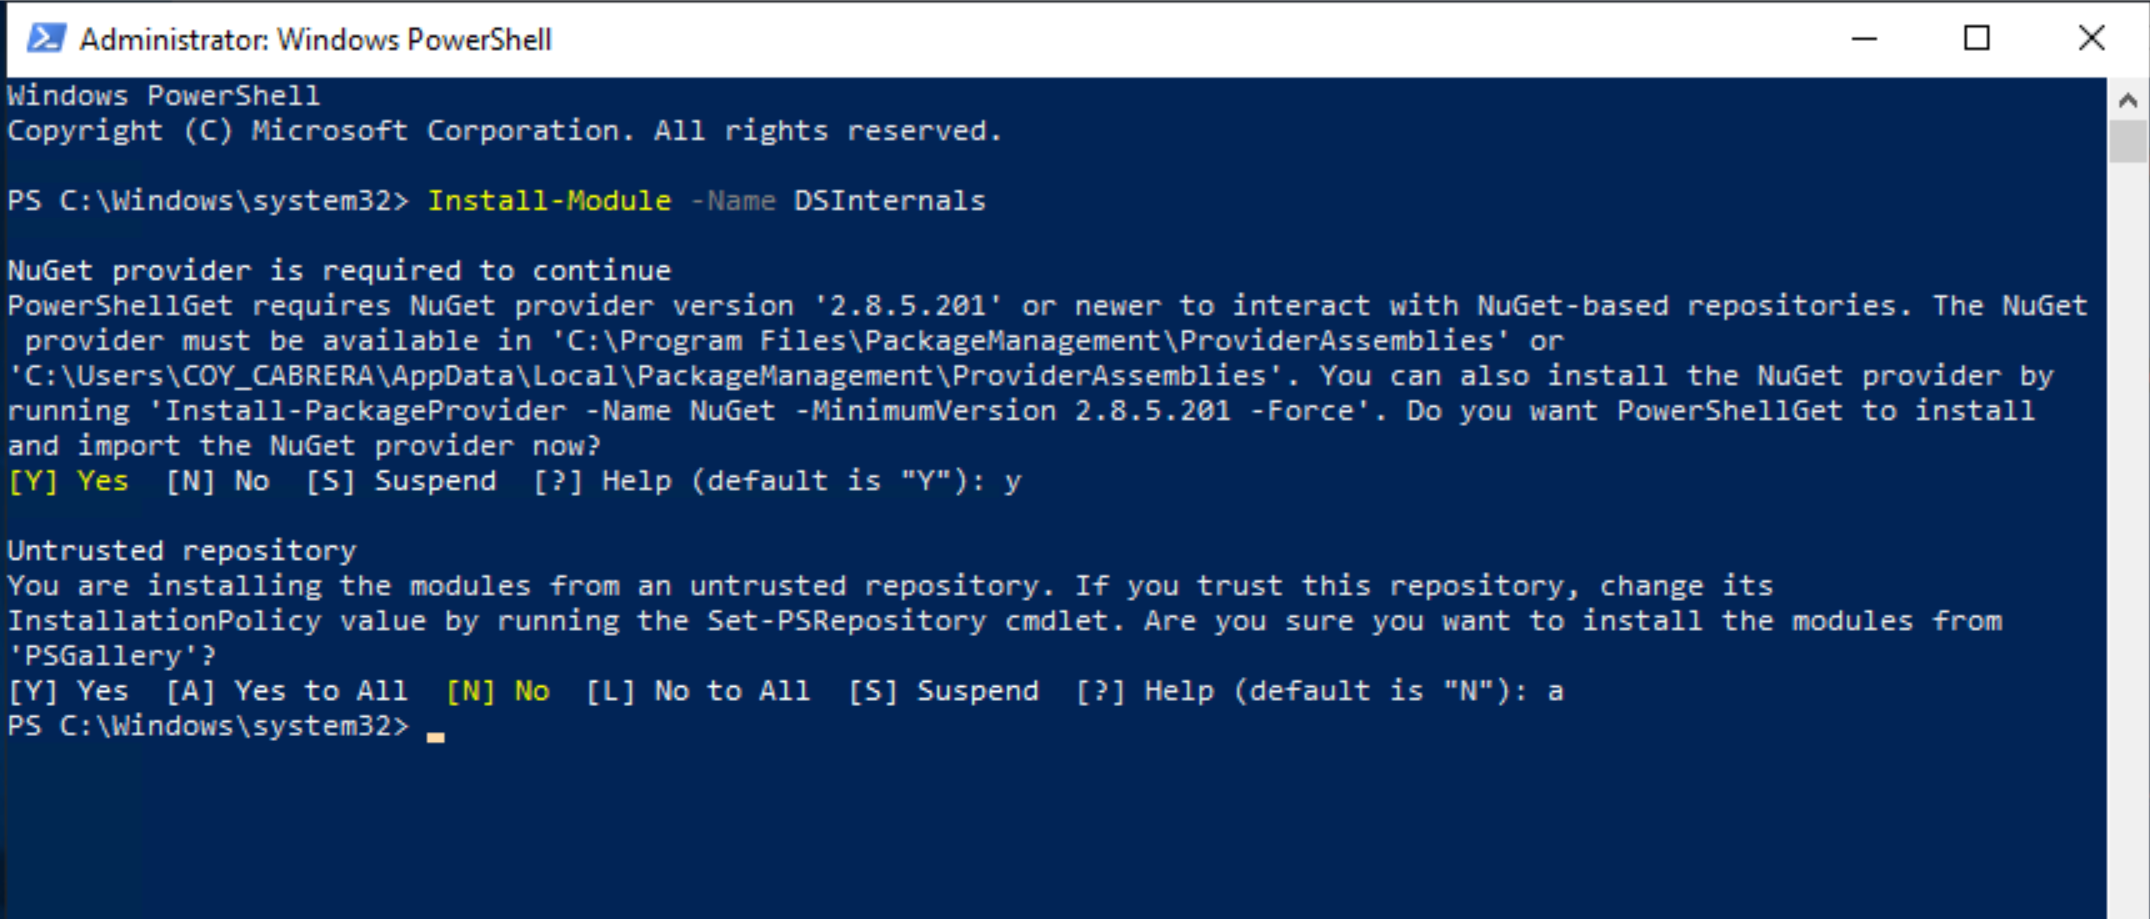 Administrator: Windows PowerShell
Windows PowerShell
Copyright (C) Microsoft Corporation. All rights reserved.
PS C:\Windows\system32> Install-Module -Name DSInternals
NuGet provider is required to continue
PowerShellGet requires NuGet provider version '2.8.5.201' or newer to interact with NuGet-based repositories. The NuGet
provider must be available in 'C:\Program Files\PackageManagement\ProviderAssemblies' or
'C:\Users\COY_CABRERA\AppData\Local\PackageManagement\ProviderAssemblies'. You can also install the NuGet provider by
running 'Install-PackageProvider -Name NuGet -MinimumVersion 2.8.5.201 -Force'. Do you want PowerShellGet to install
and import the NuGet provider now?
[Y] Yes  [N] No  [S] Suspend  [?] Help (default is "Y"): y
Untrusted repository
You are installing the modules from an untrusted repository. If you trust this repository, change its
InstallationPolicy value by running the Set-PSRepository cmdlet. Are you sure you want to install the modules from
'PSGallery'?
[Y] Yes  [A] Yes to All  [N] No  [L] No to All  [S] Suspend  [?] Help (default is "N"): a
PS C:\Windows\system32>